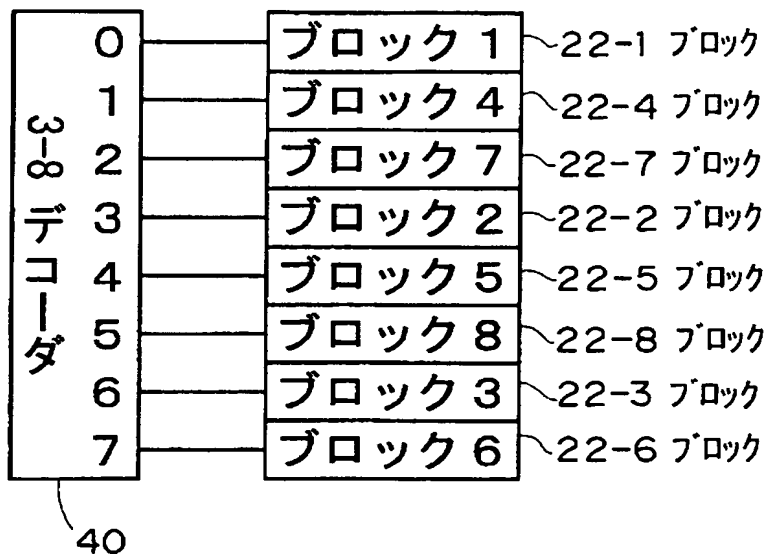 3-8 デコーダ
0 ブロック1 22-1 ブロック
1 ブロック4 22-4 ブロック
2 ブロック7 22-7 ブロック
3 ブロック2 22-2 ブロック
4 ブロック5 22-5 ブロック
5 ブロック8 22-8 ブロック
6 ブロック3 22-3 ブロック
7 ブロック6 22-6 ブロック
40